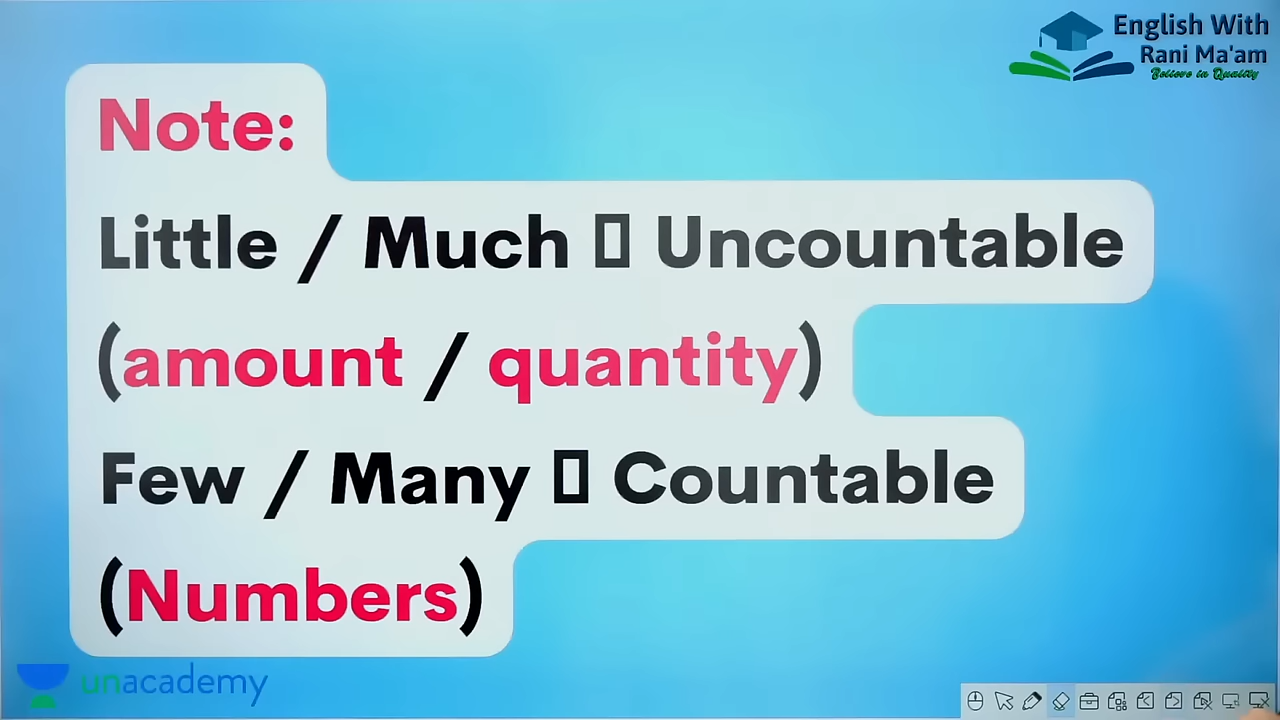 English With
Rani Ma'am
Believe in Quality
Note:
Little / Much ▯ Uncountable
(amount / quantity)
Few / Many ▯ Countable
(Numbers)
unacademy